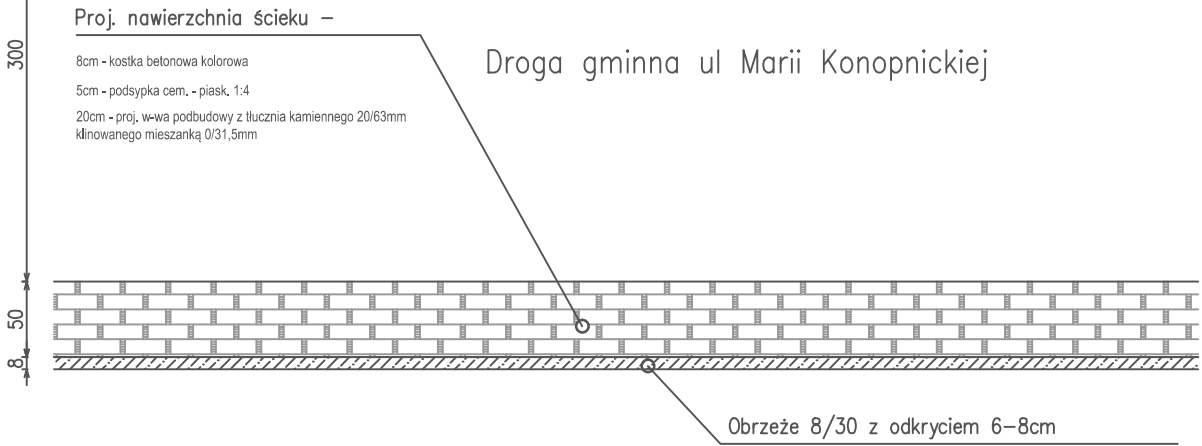 Proj. nawierzchnia ścieku –
8cm - kostka betonowa kolorowa
5cm - podsypka cem. - piask. 1:4
20cm - proj. w-wa podbudowy z tłucznia kamiennego 20/63mm
klinowanego mieszanką 0/31,5mm
Droga gminna ul Marii Konopnickiej
300
50
8
Obrzeże 8/30 z odkryciem 6–8cm